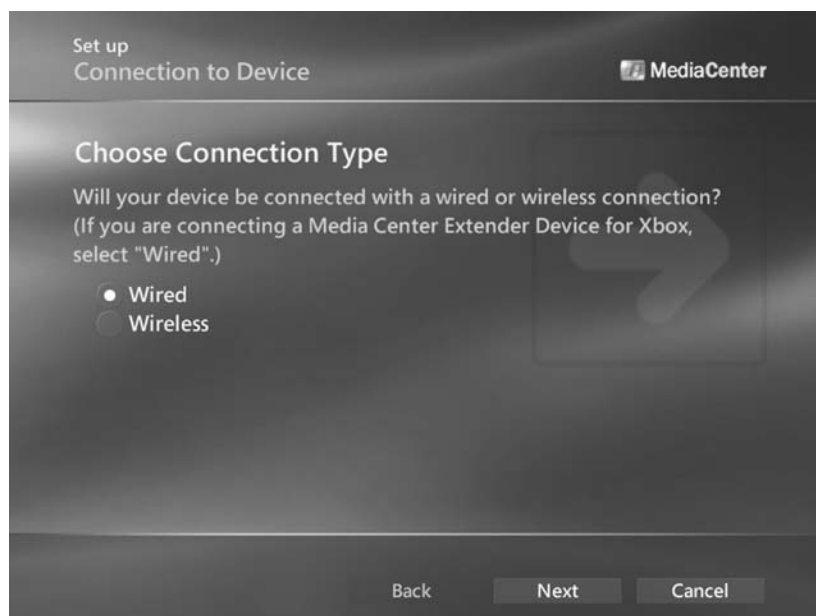 Set up
Connection to Device
MediaCenter
Choose Connection Type
Will your device be connected with a wired or wireless connection?
(If you are connecting a Media Center Extender Device for Xbox,
select "Wired".)
Wired
Wireless
Back Next Cancel